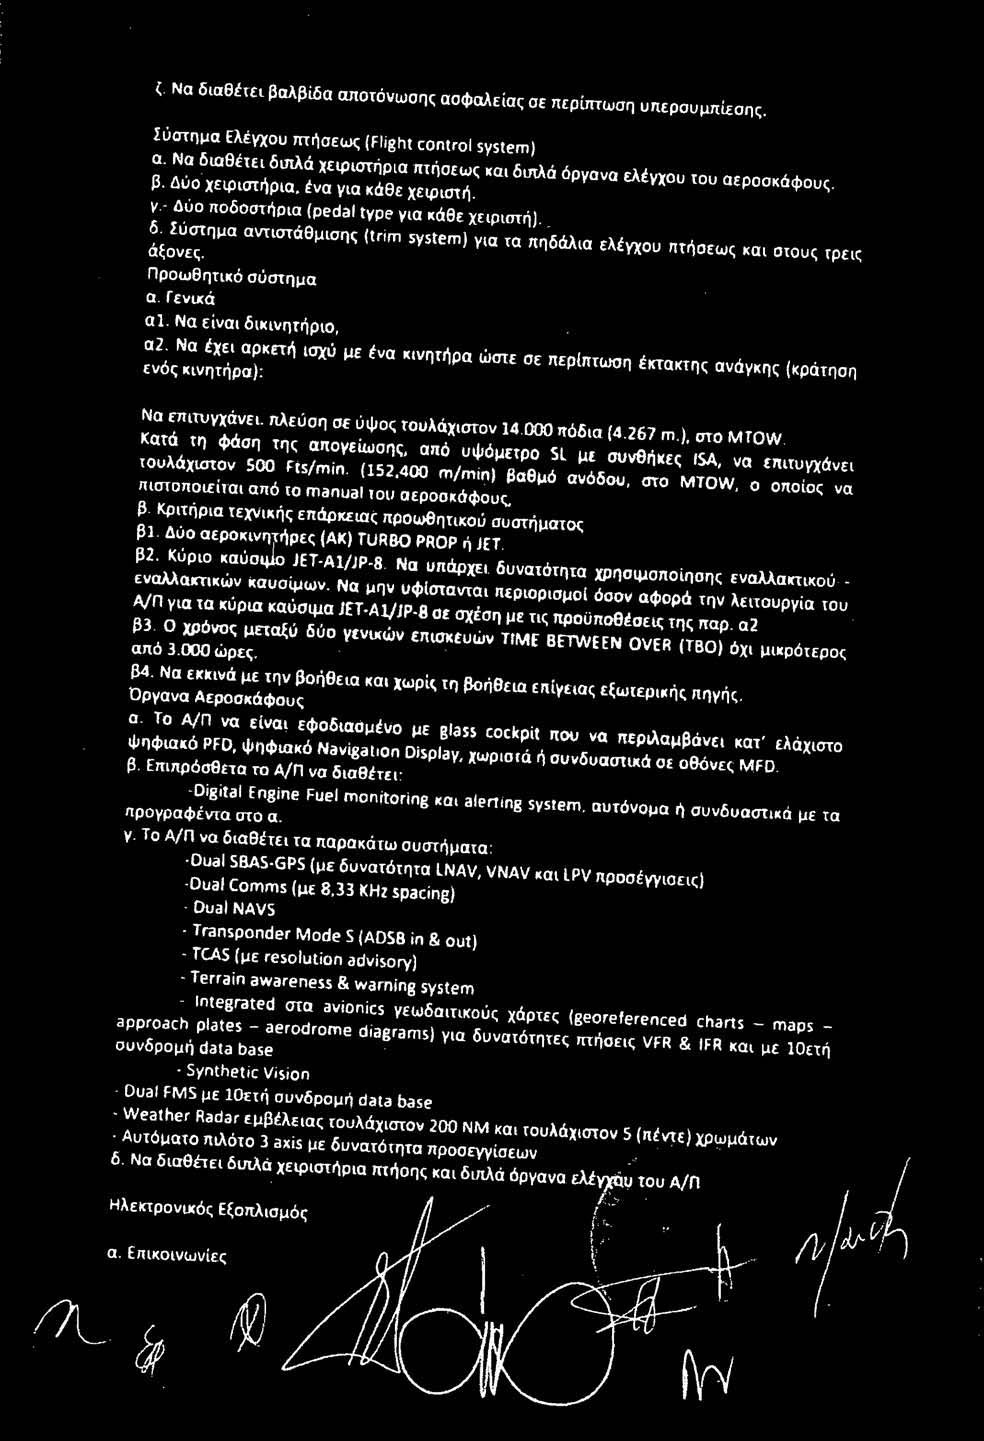 ζ. Να διαθέτει βαλβίδα αποτόνωσης ασφαλείας σε περίπτωση υπερσυμπίεσης.
Σύστημα Ελέγχου πτήσεως (Flight control system)
α. Να διαθέτει διπλά χειριστήρια πτήσεως και διπλά όργανα ελέγχου του αεροσκάφους.
β. Δύο χειριστήρια, ένα για κάθε χειριστή.
γ.- Δύο ποδοστήρια (pedal type για κάθε χειριστή).
δ. Σύστημα αντιστάθμισης (trim system) για τα πηδάλια ελέγχου πτήσεως και στους τρεις
άξονες.
Προωθητικό σύστημα
α. Γενικά
α1. Να είναι δικινητήριο,
α2. Να έχει αρκετή ισχύ με ένα κινητήρα ώστε σε περίπτωση έκτακτης ανάγκης (κράτηση
ενός κινητήρα):
Να επιτυγχάνει. πλεύση σε ύψος τουλάχιστον 14.000 πόδια (4.267 m.), στο MTOW.
Κατά τη φάση της απογείωσης, από υψόμετρο SL με συνθήκες ISA, να επιτυγχάνει
τουλάχιστον 500 Fts/min. (152,400 m/min) βαθμό ανόδου, στο MTOW, ο οποίος να
πιστοποιείται από το manual του αεροσκάφους,
β. Κριτήρια τεχνικής επάρκειας προωθητικού συστήματος
β1. Δύο αεροκινητήρες (ΑΚ) TURBO PROP ή JET.
β2. Κύριο καύσιμο JET-A1/JP-8. Να υπάρχει δυνατότητα χρησιμοποίησης εναλλακτικού -
εναλλακτικών καυσίμων. Να μην υφίστανται περιορισμοί όσον αφορά την λειτουργία του
Α/Π για τα κύρια καύσιμα JET-A1/JP-8 σε σχέση με τις προϋποθέσεις της παρ. α2
β3. Ο χρόνος μεταξύ δύο γενικών επισκευών TIME BETWEEN OVER (TBO) όχι μικρότερος
από 3.000 ώρες.
β4. Να εκκινά με την βοήθεια και χωρίς τη βοήθεια επίγειας εξωτερικής πηγής.
Όργανα Αεροσκάφους
α. Το Α/Π να είναι εφοδιασμένο με glass cockpit που να περιλαμβάνει κατ' ελάχιστο
ψηφιακό PFD, ψηφιακό Navigation Display, χωριστά ή συνδυαστικά σε οθόνες MFD.
β. Επιπρόσθετα το Α/Π να διαθέτει:
-Digital Engine Fuel monitoring και alerting system, αυτόνομα ή συνδυαστικά με τα
προγραφέντα στο α.
γ. Το Α/Π να διαθέτει τα παρακάτω συστήματα:
-Dual SBAS-GPS (με δυνατότητα LNAV, VNAV και LPV προσέγγισεις)
-Dual Comms (με 8,33 KHz spacing)
- Dual NAVS
- Transponder Mode S (ADSB in & out)
- TCAS (με resolution advisory)
- Terrain awareness & warning system
- Integrated στα avionics γεωδαιτικούς χάρτες (georeferenced charts – maps –
approach plates – aerodrome diagrams) για δυνατότητες πτήσεις VFR & IFR και με 10ετή
συνδρομή data base
- Synthetic Vision
- Dual FMS με 10ετή συνδρομή data base
- Weather Radar εμβέλειας τουλάχιστον 200 NM και τουλάχιστον 5 (πέντε) χρωμάτων
- Αυτόματο πιλότο 3 axis με δυνατότητα προσεγγίσεων
δ. Να διαθέτει διπλά χειριστήρια πτήσης και διπλά όργανα ελέγχου του Α/Π
Ηλεκτρονικός Εξοπλισμός
α. Επικοινωνίες